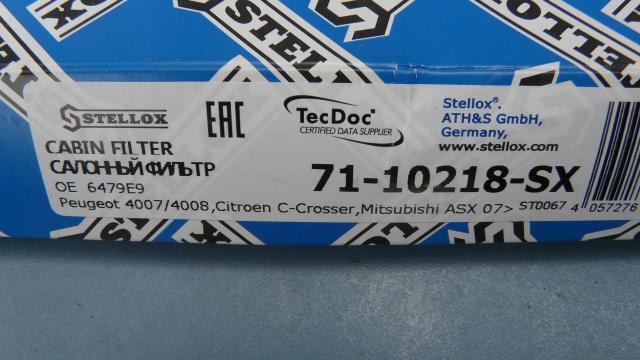 STELLOX
STELLOX
CABIN FILTER
САЛОННЫЙ ФИЛЬТР
OE 6479E9
Peugeot 4007/4008,Citroen C-Crosser,Mitsubishi ASX 07>
EAC
TecDoc
CERTIFIED DATA SUPPLIER
Stellox®.
ATH&S GmbH,
Germany,
www.stellox.com
71-10218-SX
ST0067
4 057276